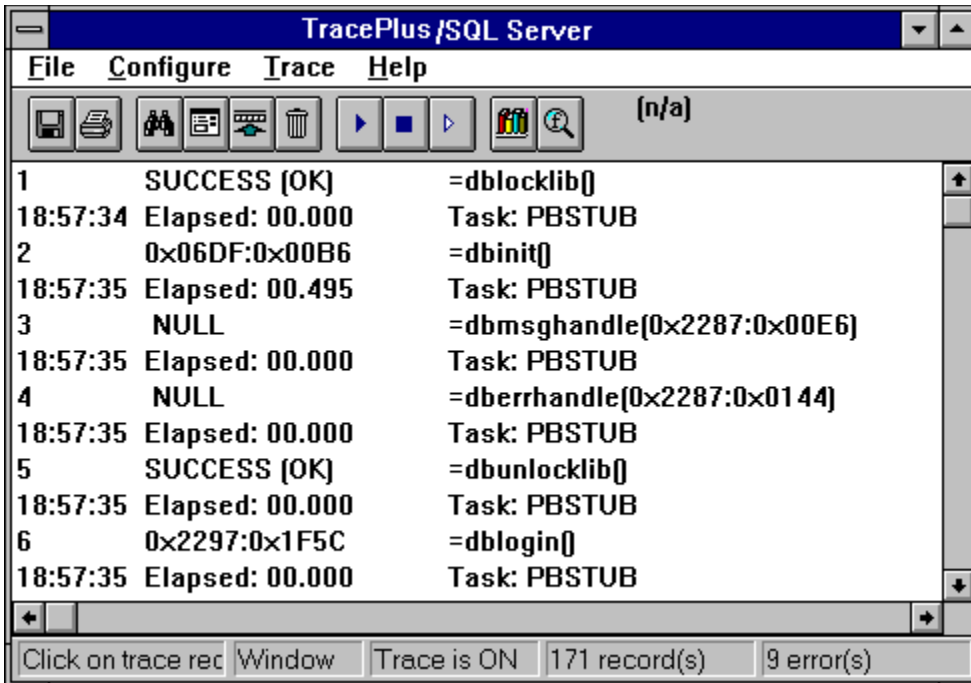 TracePlus/SQL Server
File Configure Trace Help
(n/a)
1 SUCCESS (OK) =dblocklib()
18:57:34 Elapsed: 00.000 Task: PBSTUB
2 0x06DF:0x00B6 =dbinit()
18:57:35 Elapsed: 00.495 Task: PBSTUB
3 NULL =dbmsghandle(0x2287:0x00E6)
18:57:35 Elapsed: 00.000 Task: PBSTUB
4 NULL =dberrhandle(0x2287:0x0144)
18:57:35 Elapsed: 00.000 Task: PBSTUB
5 SUCCESS (OK) =dbunlocklib()
18:57:35 Elapsed: 00.000 Task: PBSTUB
6 0x2297:0x1F5C =dblogin()
18:57:35 Elapsed: 00.000 Task: PBSTUB
Click on trace rec Window Trace is ON 171 record(s) 9 error(s)